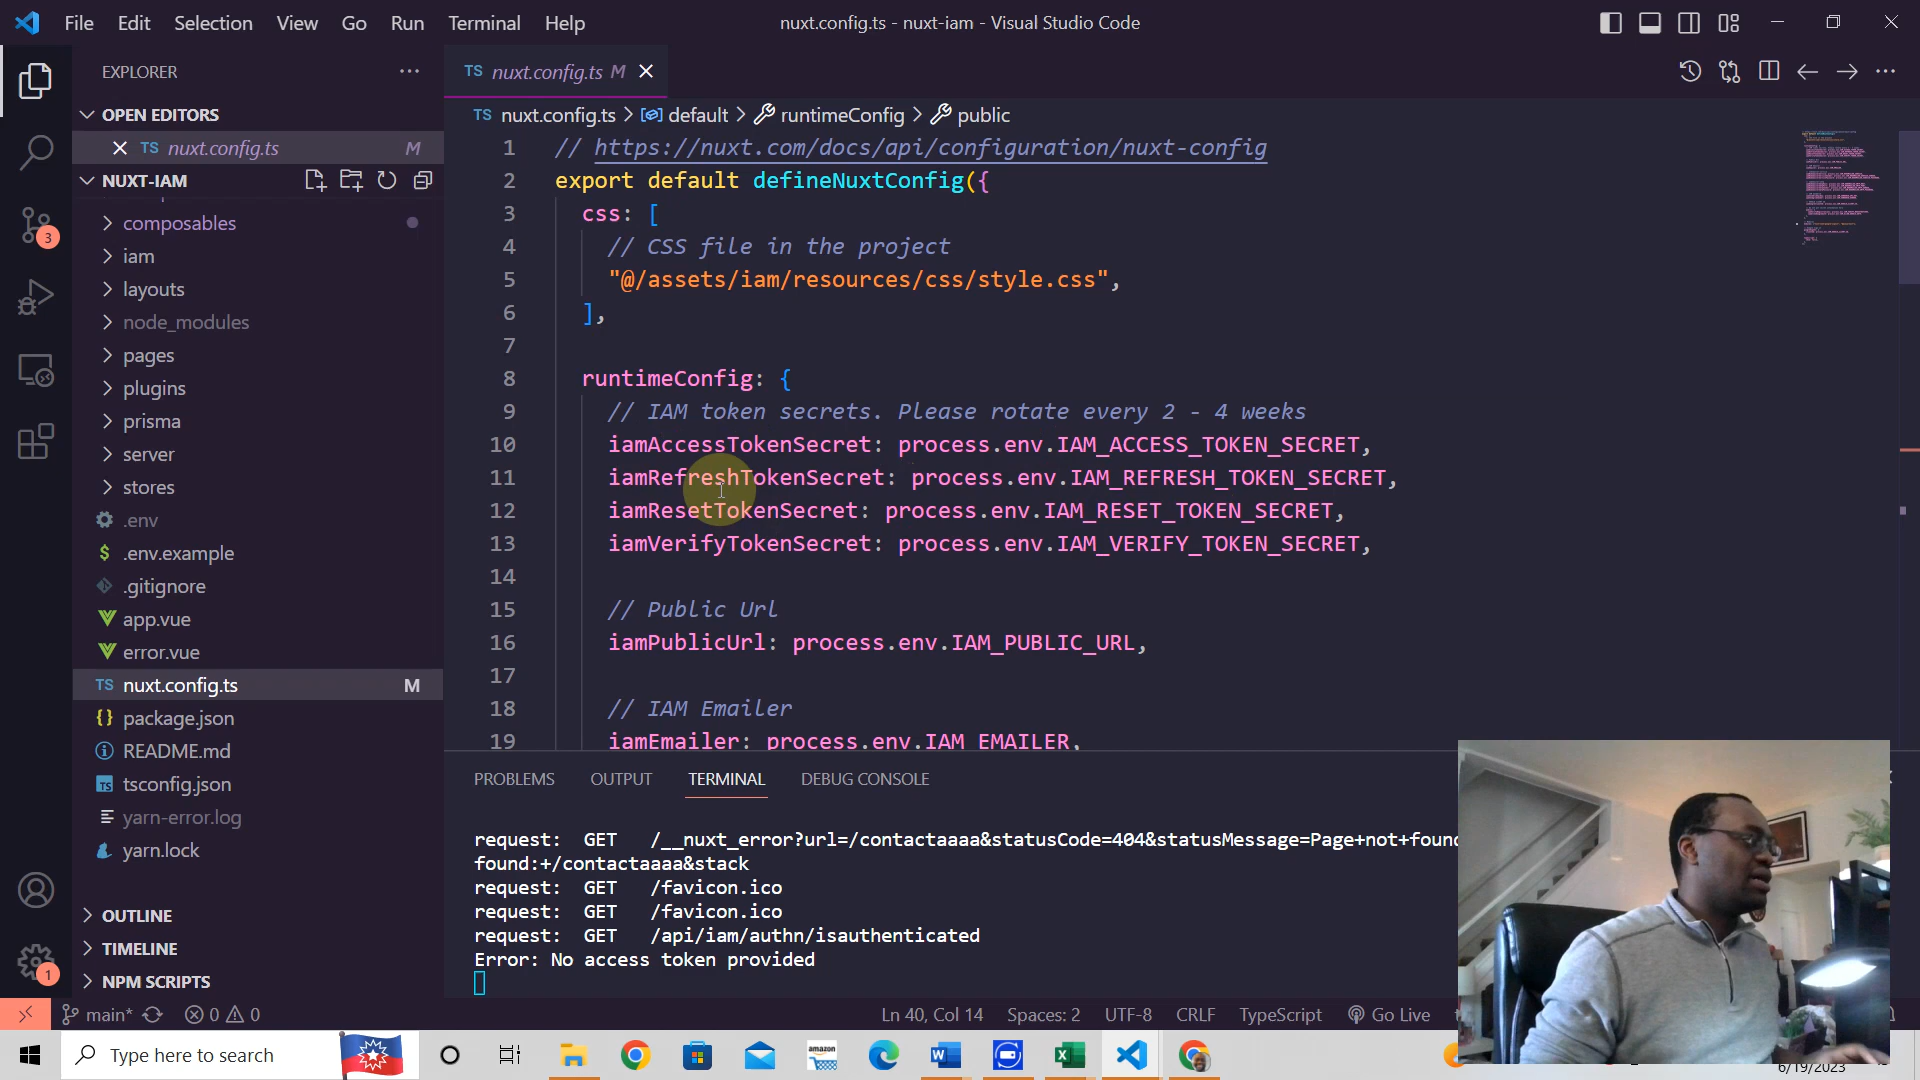 File Edit Selection View Go Run Terminal Help
nuxt.config.ts - nuxt-iam - Visual Studio Code
EXPLORER
OPEN EDITORS
TS nuxt.config.ts M
NUXT-IAM
composables
iam
layouts
node_modules
pages
plugins
prisma
server
stores
.env
$ .env.example
.gitignore
app.vue
error.vue
TS nuxt.config.ts M
{} package.json
README.md
TS tsconfig.json
yarn-error.log
yarn.lock
OUTLINE
TIMELINE
NPM SCRIPTS
3
1
TS nuxt.config.ts M
TS nuxt.config.ts > default > runtimeConfig > public
1 // https://nuxt.com/docs/api/configuration/nuxt-config
2 export default defineNuxtConfig({
3 css: [
4 // CSS file in the project
5 "@/assets/iam/resources/css/style.css",
6 ],
7
8 runtimeConfig: {
9 // IAM token secrets. Please rotate every 2 - 4 weeks
10 iamAccessTokenSecret: process.env.IAM_ACCESS_TOKEN_SECRET,
11 iamRefreshTokenSecret: process.env.IAM_REFRESH_TOKEN_SECRET,
12 iamResetTokenSecret: process.env.IAM_RESET_TOKEN_SECRET,
13 iamVerifyTokenSecret: process.env.IAM_VERIFY_TOKEN_SECRET,
14
15 // Public Url
16 iamPublicUrl: process.env.IAM_PUBLIC_URL,
17
18 // IAM Emailer
19 iamEmailer: process.env.IAM_EMAILER,
PROBLEMS OUTPUT TERMINAL DEBUG CONSOLE
request: GET /__nuxt_error?url=/contactaaaa&statusCode=404&statusMessage=Page+not+found
found:+/contactaaaa&stack
request: GET /favicon.ico
request: GET /favicon.ico
request: GET /api/iam/authn/isauthenticated
Error: No access token provided
main* 0 0
Ln 40, Col 14 Spaces: 2 UTF-8 CRLF TypeScript Go Live
Type here to search
amazon
6/19/2023